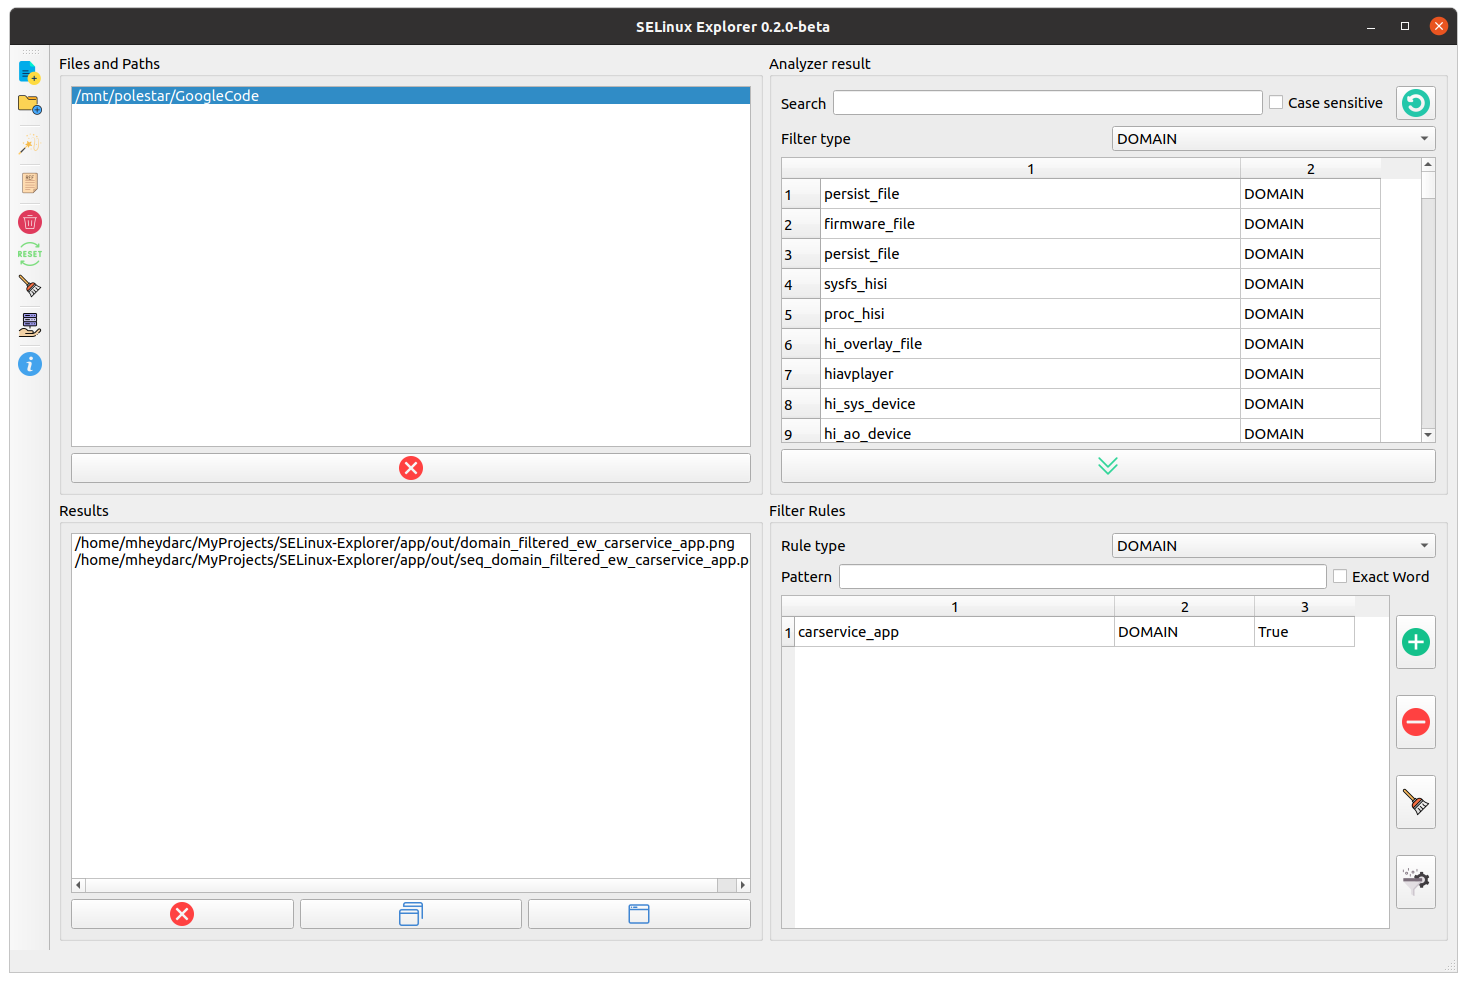 SELinux Explorer 0.2.0-beta
Files and Paths
/mnt/polestar/GoogleCode
RESET
i
Analyzer result
Search
Case sensitive
Filter type
DOMAIN
1 2
1 persist_file DOMAIN
2 firmware_file DOMAIN
3 persist_file DOMAIN
4 sysfs_hisi DOMAIN
5 proc_hisi DOMAIN
6 hi_overlay_file DOMAIN
7 hiavplayer DOMAIN
8 hi_sys_device DOMAIN
9 hi_ao_device DOMAIN
Results
/home/mheydarc/MyProjects/SELinux-Explorer/app/out/domain_filtered_ew_carservice_app.png
/home/mheydarc/MyProjects/SELinux-Explorer/app/out/seq_domain_filtered_ew_carservice_app.p
Filter Rules
Rule type
DOMAIN
Pattern
Exact Word
1 2 3
1 carservice_app DOMAIN True